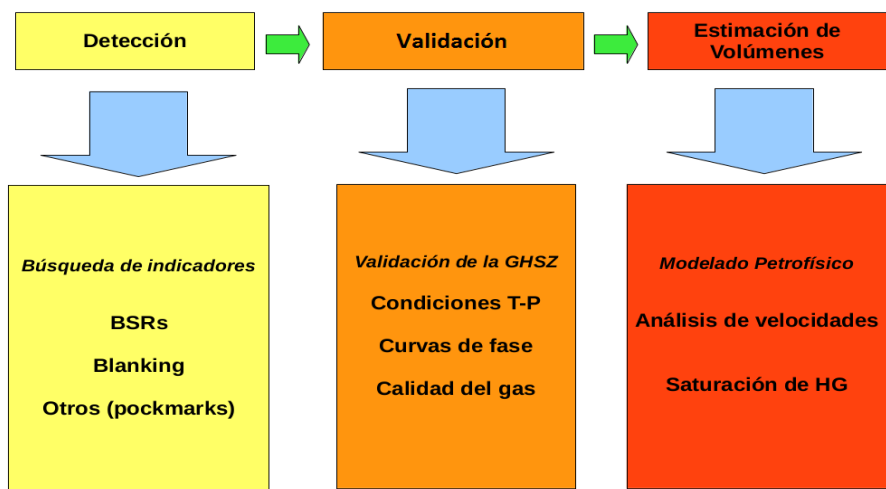 Detección
Validación
Estimación de
Volúmenes
Búsqueda de indicadores
BSRs
Blanking
Otros (pockmarks)
Validación de la GHSZ
Condiciones T-P
Curvas de fase
Calidad del gas
Modelado Petrofísico
Análisis de velocidades
Saturación de HG